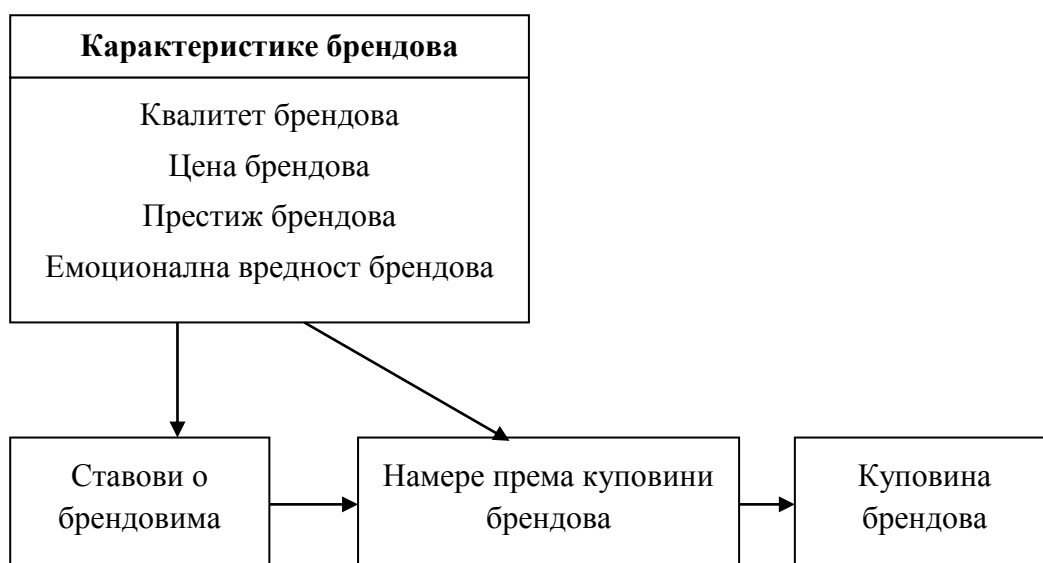 Карактеристике брендова
Квалитет брендова
Цена брендова
Престиж брендова
Емоционална вредност брендова
Ставови о
брендовима
Намере према куповини
брендова
Куповина
брендова